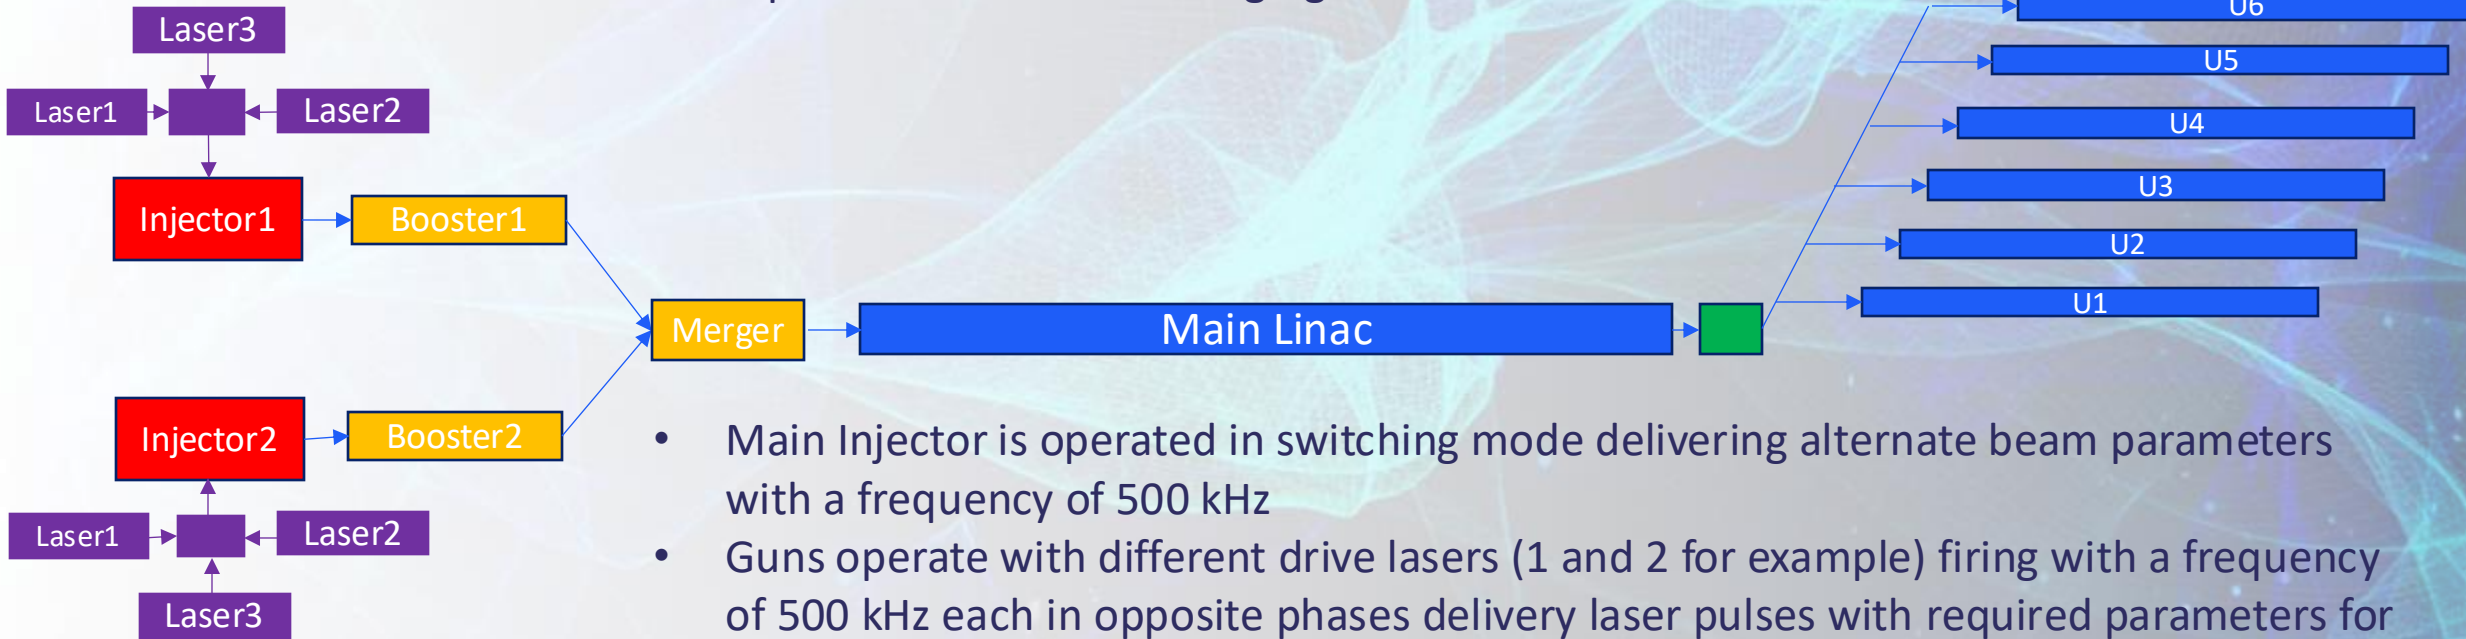 U6
Laser3
U5
Laser1
Laser2
U4
U3
Injector1
Booster1
U2
U1
Merger
Main Linac
Injector2
Booster2
Laser1
Laser2
Laser3
• Main Injector is operated in switching mode delivering alternate beam parameters
with a frequency of 500 kHz
• Guns operate with different drive lasers (1 and 2 for example) firing with a frequency
of 500 kHz each in opposite phases delivery laser pulses with required parameters for